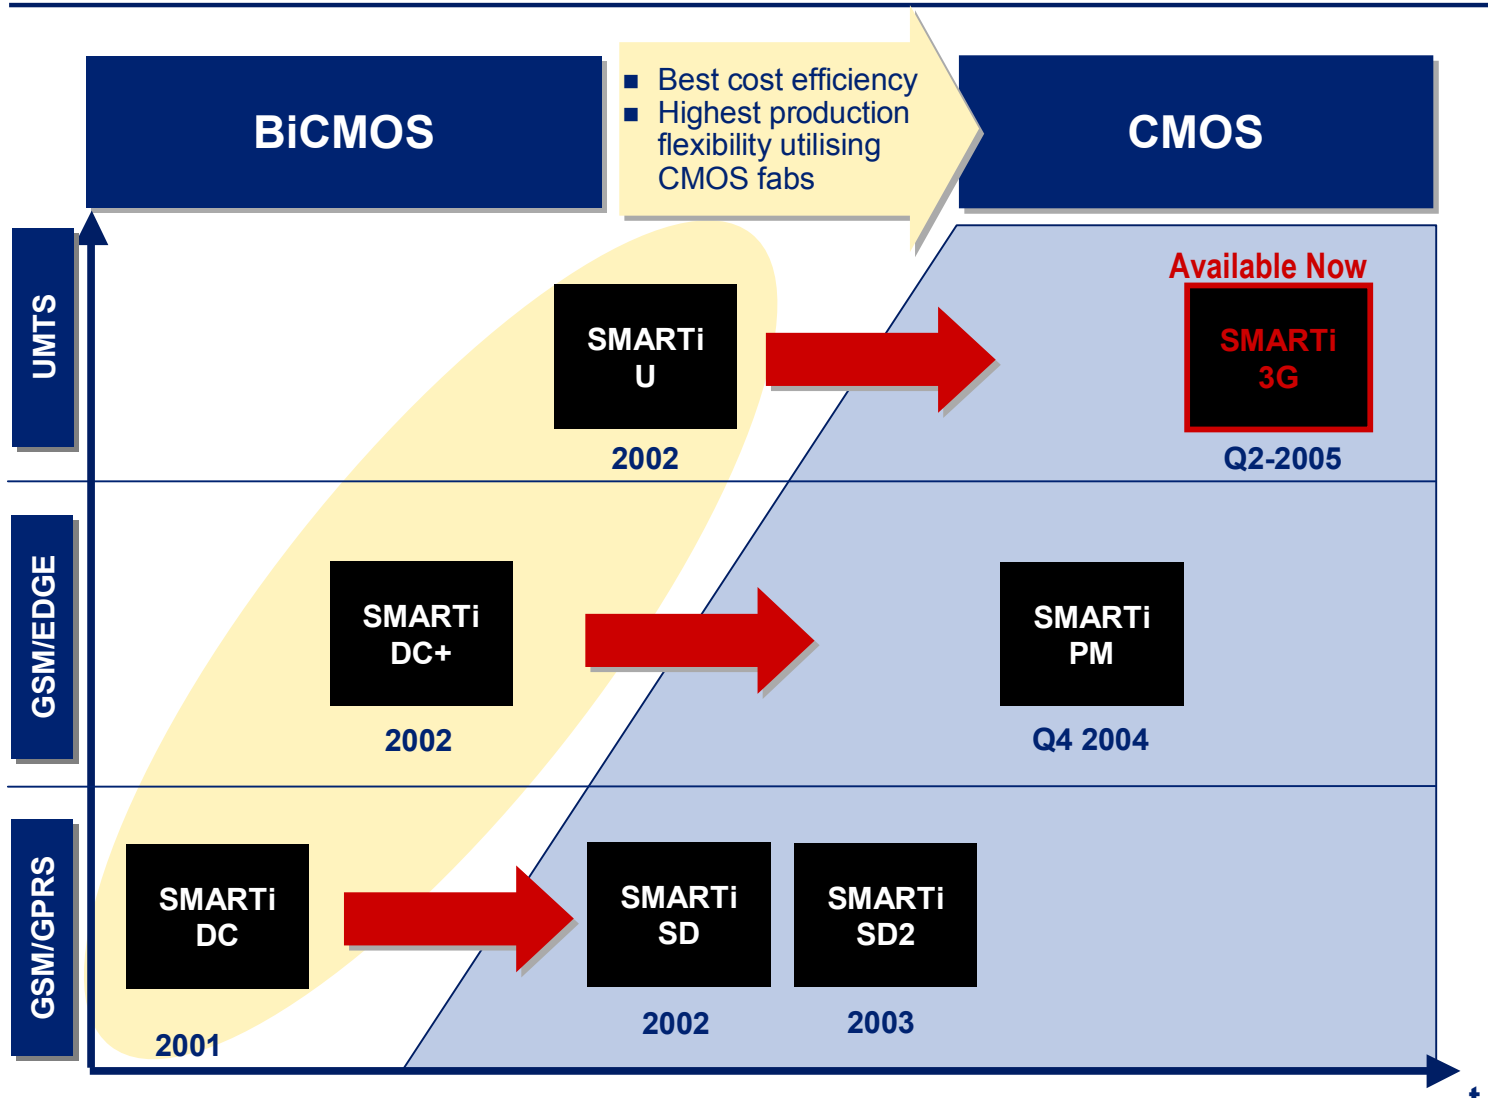 BiCMOS
Best cost efficiency
Highest production
flexibility utilising
CMOS fabs
CMOS
UMTS
SMARTi
U
2002
Available Now
SMARTi
3G
Q2-2005
GSM/EDGE
SMARTi
DC+
2002
SMARTi
PM
Q4 2004
GSM/GPRS
SMARTi
DC
2001
SMARTi
SD
2002
SMARTi
SD2
2003
t